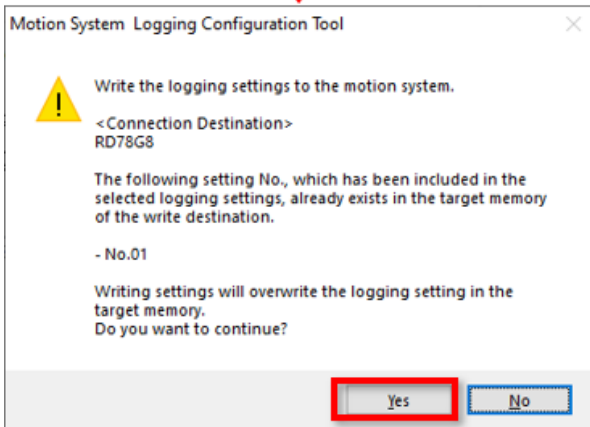 Motion System Logging Configuration Tool
Write the logging settings to the motion system.
<Connection Destination>
RD78G8
The following setting No., which has been included in the
selected logging settings, already exists in the target memory
of the write destination.
- No.01
Writing settings will overwrite the logging setting in the
target memory.
Do you want to continue?
Yes
No